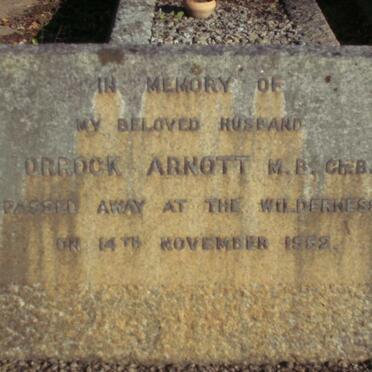 IN MEMORY OF
MY BELOVED HUSBAND
ORROCK ARNOTT M.B. Ch.B.
PASSED AWAY AT THE WILDERNESS
ON 14TH NOVEMBER 1952.